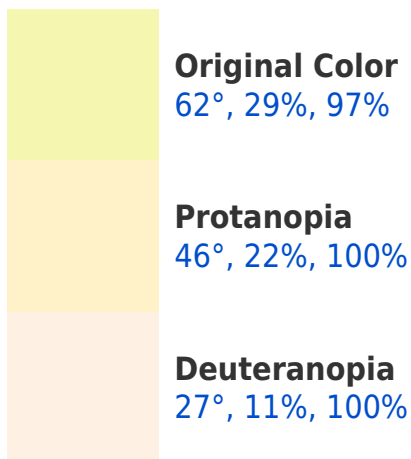 Original Color
62°, 29%, 97%
Protanopia
46°, 22%, 100%
Deuteranopia
27°, 11%, 100%